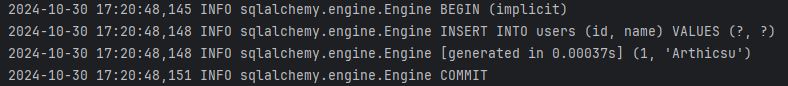 2024-10-30 17:20:48,145 INFO sqlalchemy.engine.Engine BEGIN (implicit)
2024-10-30 17:20:48,148 INFO sqlalchemy.engine.Engine INSERT INTO users (id, name) VALUES (?, ?)
2024-10-30 17:20:48,148 INFO sqlalchemy.engine.Engine [generated in 0.00037s] (1, 'Arthicsu')
2024-10-30 17:20:48,151 INFO sqlalchemy.engine.Engine COMMIT